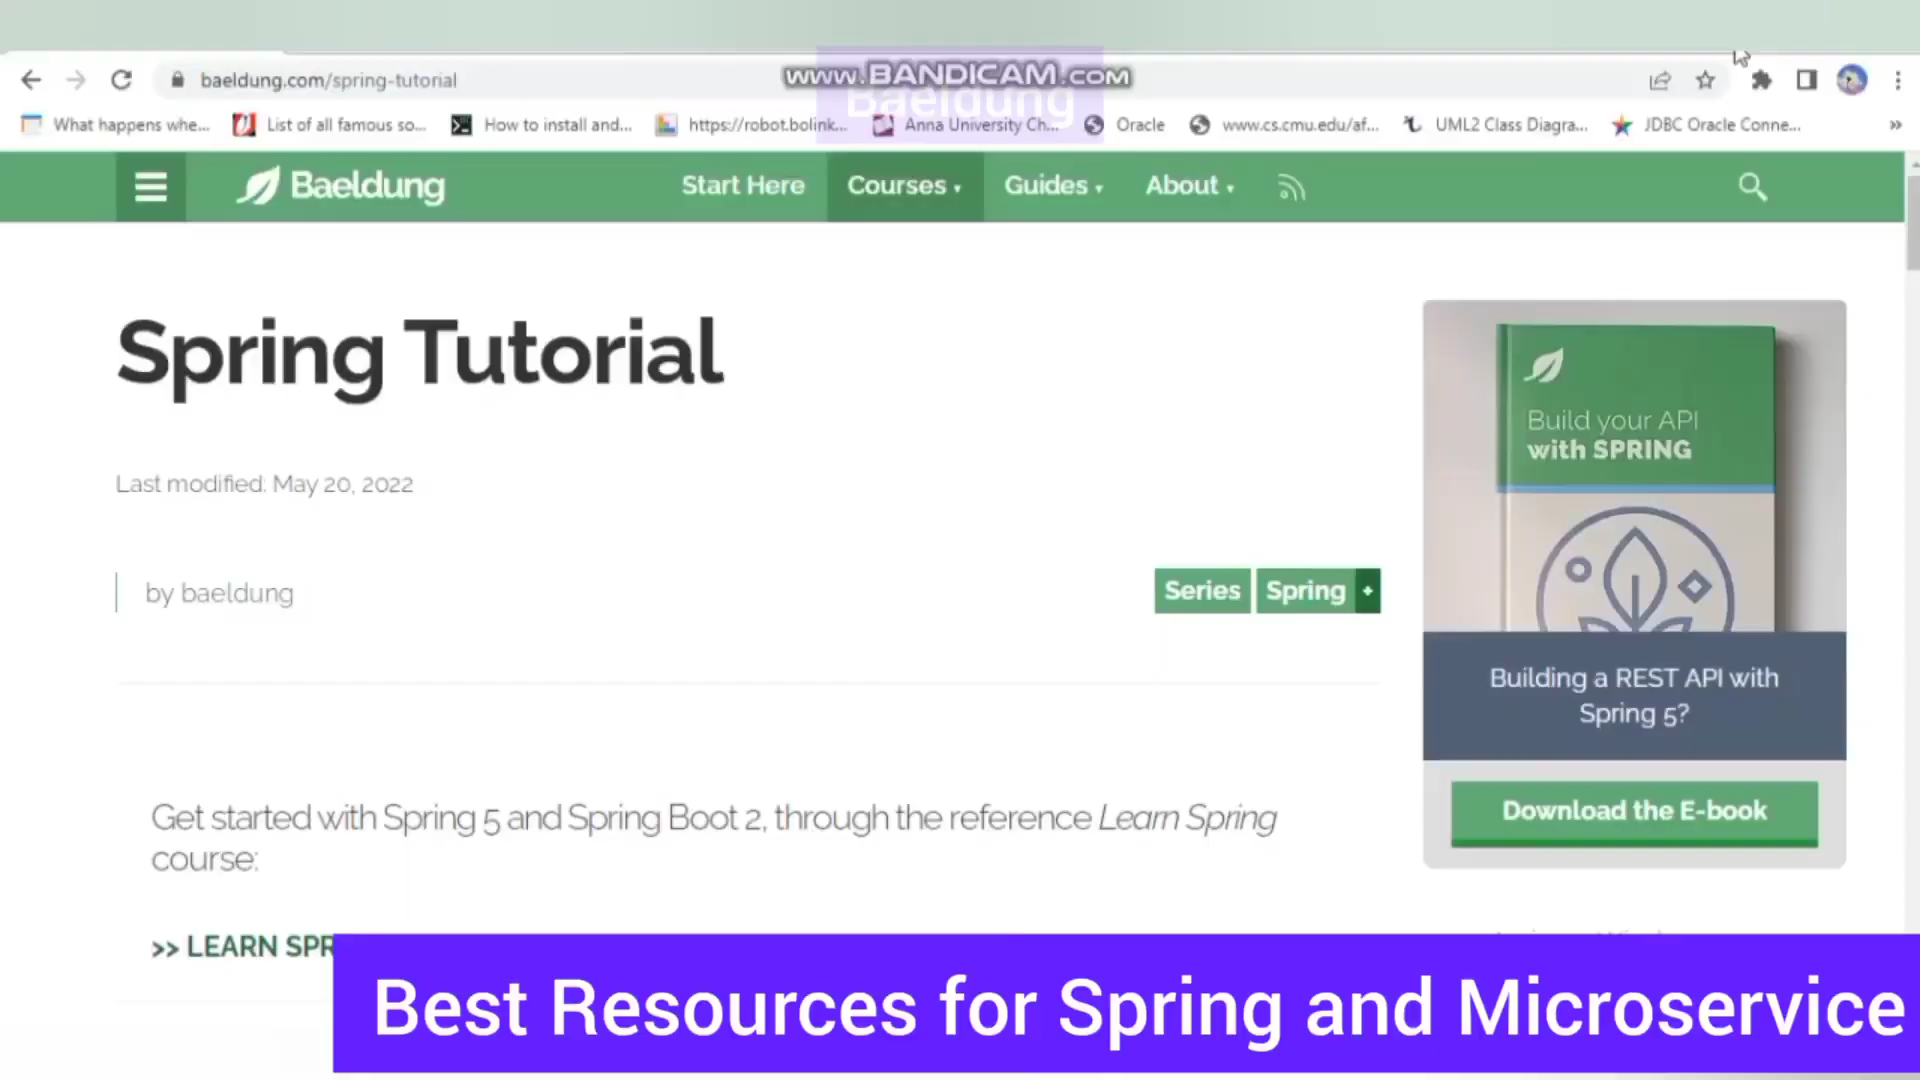 www.BANDICAM.com
baeldung.com/spring-tutorial
Baeldung
What happens whe...
List of all famous so...
How to install and...
https://robot.bolink...
Anna University Ch...
Oracle
www.cs.cmu.edu/af...
UML2 Class Diagra...
JDBC Oracle Conne...
Baeldung
Start Here
Courses
Guides
About
Spring Tutorial
Last modified: May 20, 2022
by baeldung
Series
Spring +
Build your API
with SPRING
Building a REST API with
Spring 5?
Download the E-book
Get started with Spring 5 and Spring Boot 2, through the reference Learn Spring
course:
>> LEARN SPR
Best Resources for Spring and Microservice